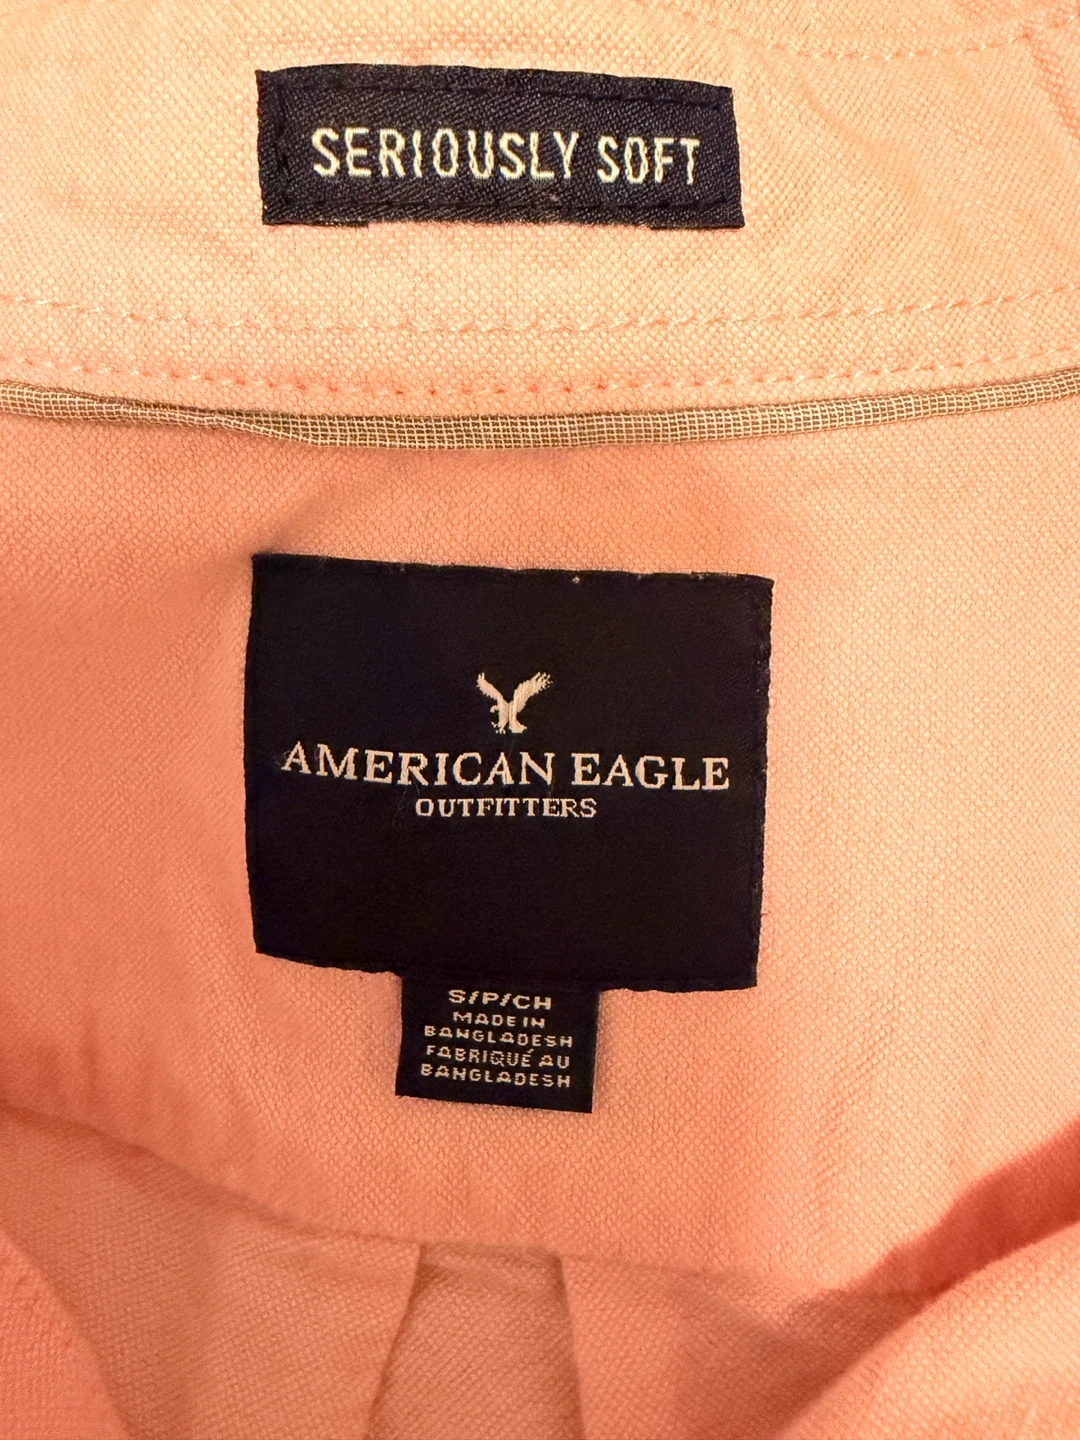 SERIOUSLY SOFT
AMERICAN EAGLE
OUTFITTERS
S/P/CH
MADE IN
BANGLADESH
FABRIQUÉ AU
BANGLADESH